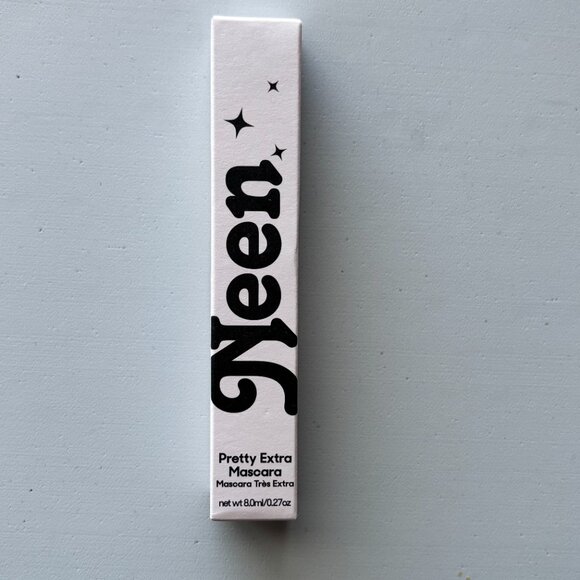 Neen
Pretty Extra
Mascara
Mascara Très Extra
net wt 8.0ml/0.27oz